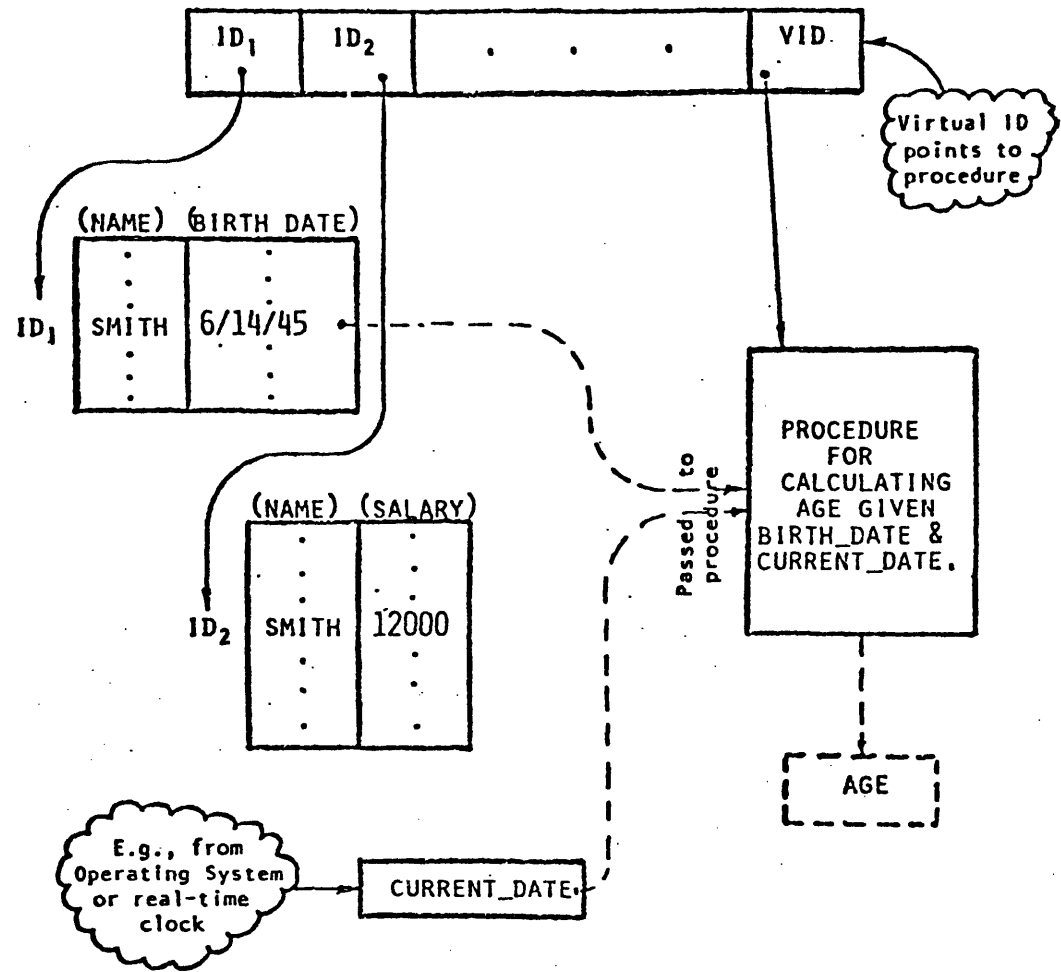 ID₁ ID₂ . . . VID
Virtual ID
points to
procedure
(NAME) (BIRTH DATE)
ID₁ SMITH 6/14/45
PROCEDURE
FOR
CALCULATING
AGE GIVEN
BIRTH_DATE &
CURRENT_DATE.
Passed to
procedure
(NAME) (SALARY)
ID₂ SMITH 12000
AGE
E.g., from
Operating System
or real-time
clock
CURRENT_DATE